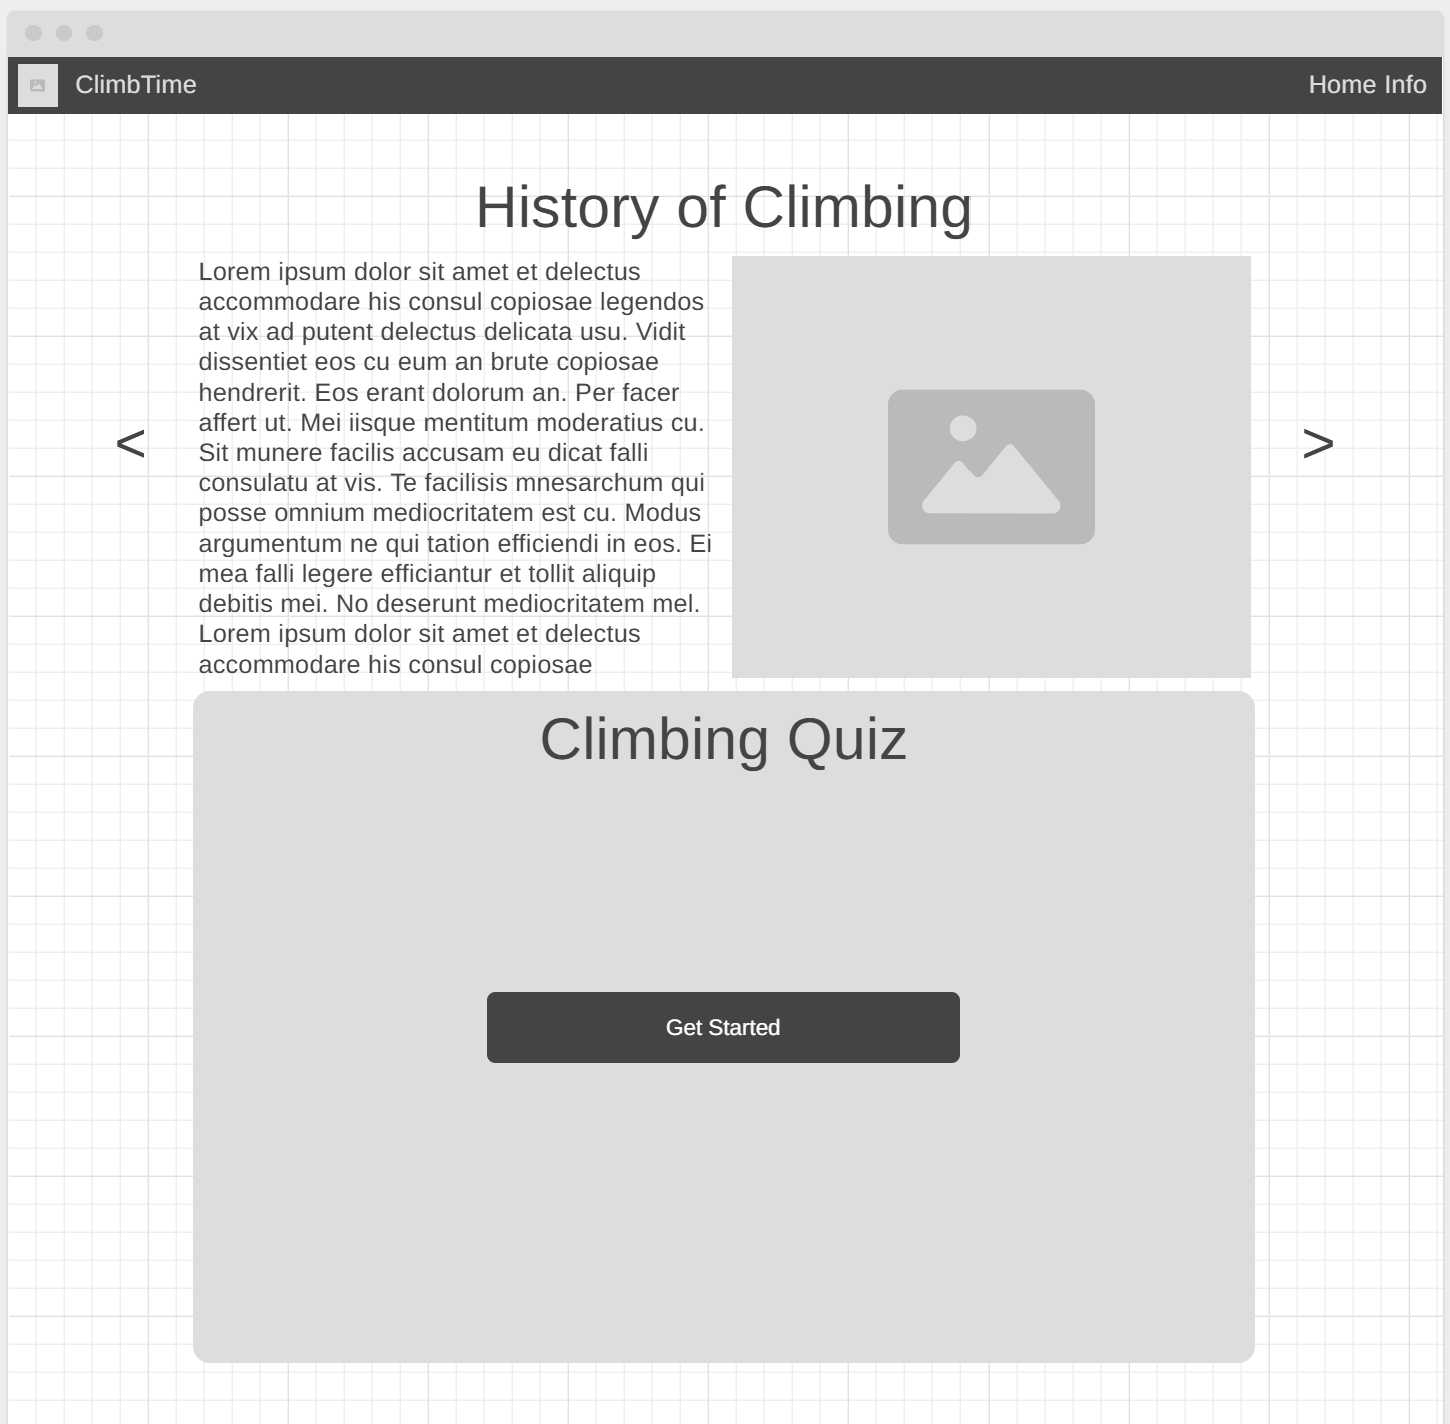 ClimbTime
Home Info
History of Climbing
Lorem ipsum dolor sit amet et delectus
accommodare his consul copiosae legendos
at vix ad putent delectus delicata usu. Vidit
dissentiet eos cu eum an brute copiosae
hendrerit. Eos erant dolorum an. Per facer
affert ut. Mei iisque mentitum moderatius cu.
Sit munere facilis accusam eu dicat falli
consulatu at vis. Te facilisis mnesarchum qui
posse omnium mediocritatem est cu. Modus
argumentum ne qui tation efficiendi in eos. Ei
mea falli legere efficiantur et tollit aliquip
debitis mei. No deserunt mediocritatem mel.
Lorem ipsum dolor sit amet et delectus
accommodare his consul copiosae
<
>
Climbing Quiz
Get Started